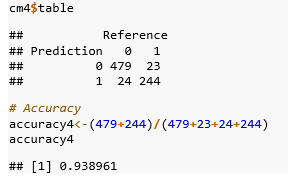 cm4$table
##           Reference
## Prediction   0   1
##          0 479  23
##          1  24 244
# Accuracy
accuracy4<-(479+244)/(479+23+24+244)
accuracy4
## [1] 0.938961